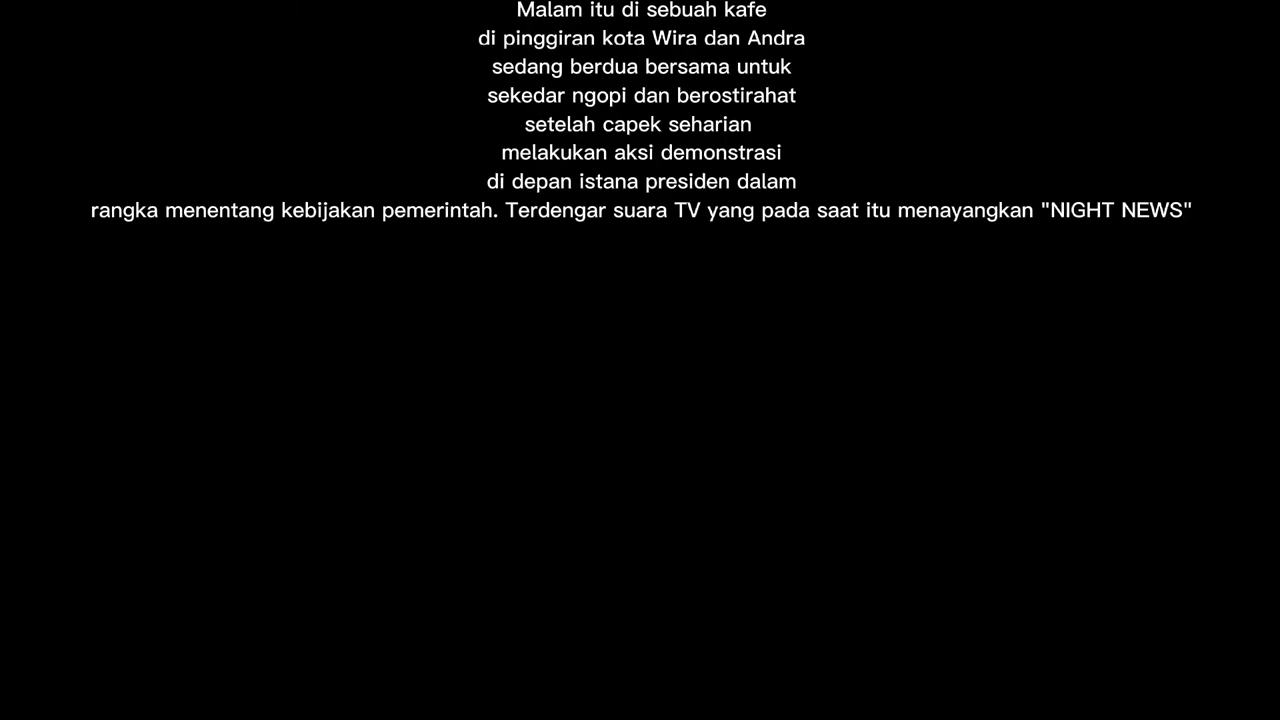 Malam itu di sebuah kafe
di pinggiran kota Wira dan Andra
sedang berdua bersama untuk
sekedar ngopi dan berostirahat
setelah capek seharian
melakukan aksi demonstrasi
di depan istana presiden dalam
rangka menentang kebijakan pemerintah. Terdengar suara TV yang pada saat itu menayangkan "NIGHT NEWS"